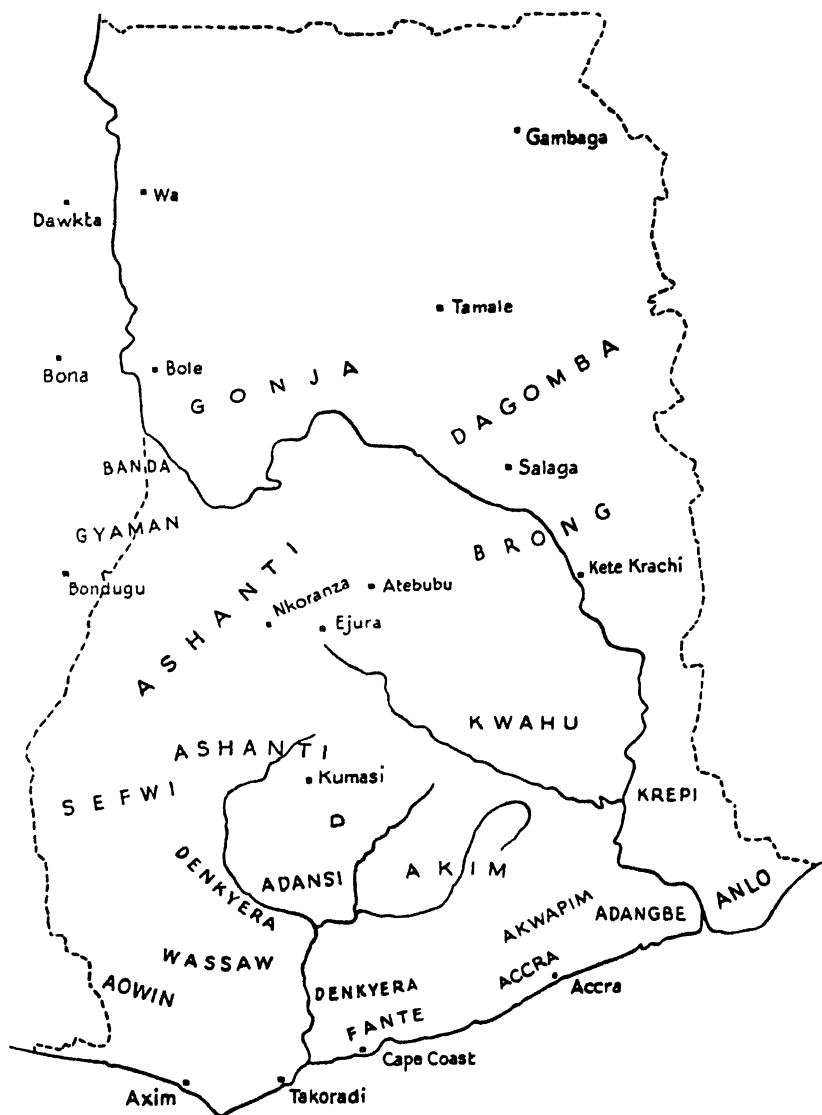 Gambaga
Wa
Dawkta
Tamale
Bona
Bole
GONJA
DAGOMBA
BANDA
Salaga
GYAMAN
BRONG
Bondugu
Kete Krachi
Atebubu
Nkoranza
Ejura
ASHANTI
KWAHU
ASHANTI
Kumasi
SEFWI
KREPI
D
DENKYERA
ADANSI
AKIM
ANLO
AKWAPIM
ADANGBE
WASSAW
ACCRA
Accra
AOWIN
DENKYERA
FANTE
Cape Coast
Axim
Takoradi